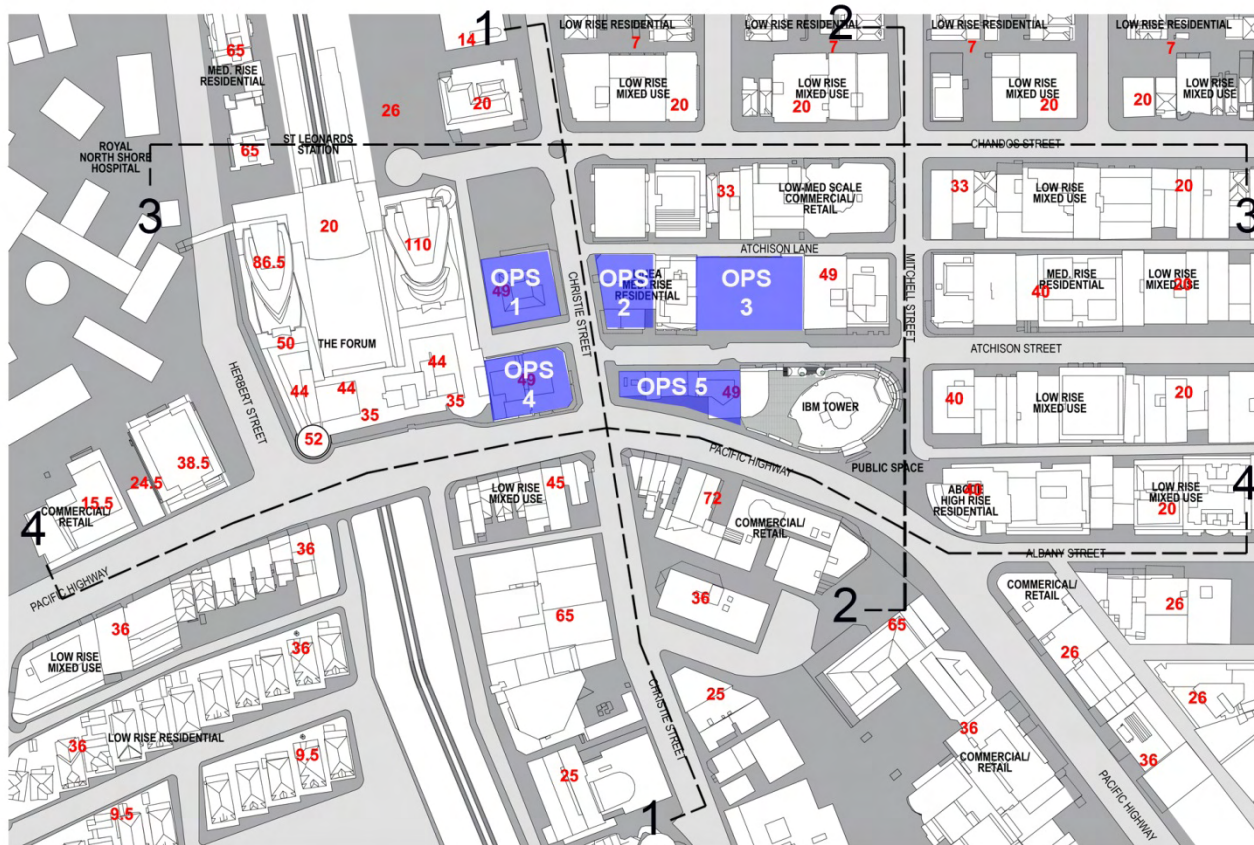 LOW RISE RESIDENTIAL
LOW RISE RESIDENTIAL
LOW RISE RESIDENTIAL
LOW RISE RESIDENTIAL
1
2
14
7
7
7
7
65
MED. RISE
RESIDENTIAL
LOW RISE
MIXED USE
LOW RISE
MIXED USE
LOW RISE
MIXED USE
LOW RISE
MIXED USE
26
20
20
20
20
20
ROYAL
NORTH SHORE
HOSPITAL
65
ST LEONARDS
STATION
CHANDOS STREET
3
3
20
86.5
110
33
LOW-MED SCALE
COMMERCIAL/
RETAIL
33
LOW RISE
MIXED USE
20
ATCHISON LANE
OPS
1
49
CHRISTIE STREET
OPS
2
MED. RISE
RESIDENTIAL
OPS
3
49
MITCHELL STREET
MED. RISE
RESIDENTIAL
40
LOW RISE
MIXED USE
20
50
THE FORUM
ATCHISON STREET
HERBERT STREET
44
44
44
35
35
OPS
4
49
OPS 5
49
IBM TOWER
40
LOW RISE
MIXED USE
20
52
38.5
24.5
15.5
COMMERCIAL/
RETAIL
4
4
PACIFIC HIGHWAY
PUBLIC SPACE
LOW RISE
MIXED USE
45
72
COMMERCIAL/
RETAIL
40
HIGH RISE
RESIDENTIAL
LOW RISE
MIXED USE
20
ALBANY STREET
PACIFIC HIGHWAY
36
36
2
COMMERICAL/
RETAIL
26
36
65
65
LOW RISE
MIXED USE
36
26
26
CHRISTIE STREET
25
36
LOW RISE RESIDENTIAL
36
9.5
COMMERCIAL/
RETAIL
36
PACIFIC HIGHWAY
25
9.5
1